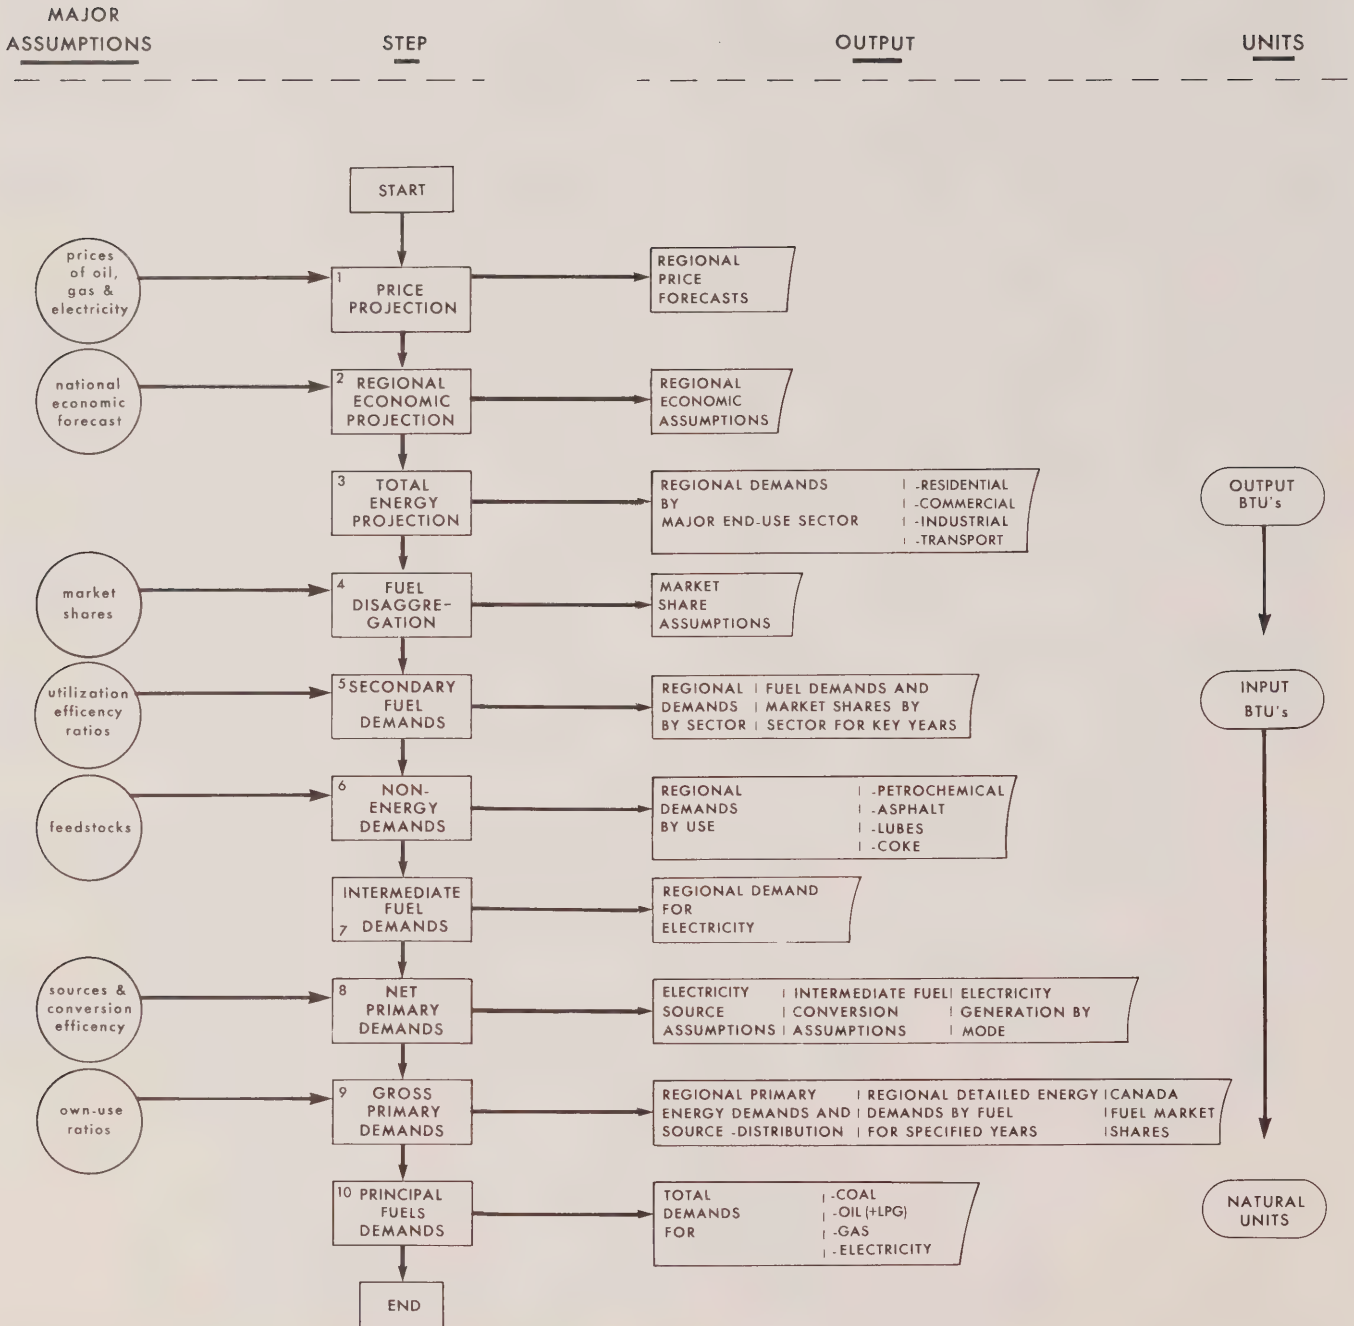 MAJOR
ASSUMPTIONS
STEP
OUTPUT
UNITS
START
prices
of oil,
gas &
electricity
1
PRICE
PROJECTION
REGIONAL
PRICE
FORECASTS
national
economic
forecast
2 REGIONAL
ECONOMIC
PROJECTION
REGIONAL
ECONOMIC
ASSUMPTIONS
3 TOTAL
ENERGY
PROJECTION
REGIONAL DEMANDS
BY
MAJOR END-USE SECTOR
-RESIDENTIAL
-COMMERCIAL
-INDUSTRIAL
-TRANSPORT
OUTPUT
BTU's
market
shares
4 FUEL
DISAGGRE-
GATION
MARKET
SHARE
ASSUMPTIONS
utilization
efficency
ratios
5 SECONDARY
FUEL
DEMANDS
REGIONAL
DEMANDS
BY SECTOR
FUEL DEMANDS AND
MARKET SHARES BY
SECTOR FOR KEY YEARS
INPUT
BTU's
feedstocks
6 NON-
ENERGY
DEMANDS
REGIONAL
DEMANDS
BY USE
-PETROCHEMICAL
-ASPHALT
-LUBES
-COKE
INTERMEDIATE
FUEL
7 DEMANDS
REGIONAL DEMAND
FOR
ELECTRICITY
sources &
conversion
efficency
8 NET
PRIMARY
DEMANDS
ELECTRICITY
SOURCE
ASSUMPTIONS
INTERMEDIATE FUEL
CONVERSION
ASSUMPTIONS
ELECTRICITY
GENERATION BY
MODE
own-use
ratios
9 GROSS
PRIMARY
DEMANDS
REGIONAL PRIMARY
ENERGY DEMANDS AND
SOURCE -DISTRIBUTION
REGIONAL DETAILED ENERGY
DEMANDS BY FUEL
FOR SPECIFIED YEARS
CANADA
FUEL MARKET
SHARES
10 PRINCIPAL
FUELS
DEMANDS
TOTAL
DEMANDS
FOR
-COAL
-OIL (+LPG)
-GAS
-ELECTRICITY
NATURAL
UNITS
END